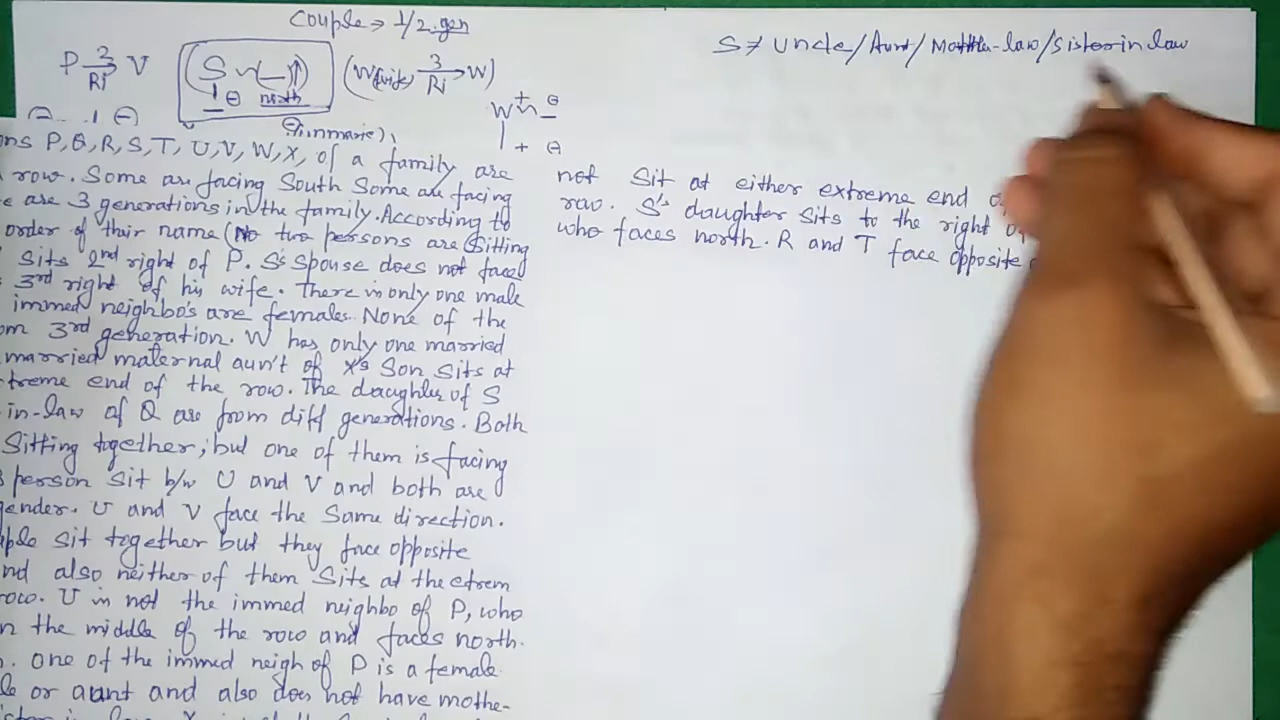 Couple → 1/2.gen
S ≠ Uncle/Aunt/Mother-law/Sister in law
P 3/Ri → V (S ~ (–)↑) (W(wife) 3/Ri → W)
north
W
ns P, Q, R, S, T, U, V, W, X, of a family are
row. Some are facing South Some are facing
e are 3 generations in the family. According to
order of their name (No two persons are sitting
Sits 2nd right of P. S's Spouse does not face
3rd right of his wife. There is only one male
immed neighbo's are females. None of the
om 3rd generation. W has only one married
married maternal aun't of X's Son sits at
treme end of the row. The daughter of S
in-law of Q are from diff generations. Both
Sitting together; but one of them is facing
person sit b/w U and V and both are
gender. U and V face the Same direction.
ple sit together but they face opposite
nd also neither of them Sits at the etrem
row. U is not the immed neighbo of P, who
n the middle of the row and faces north.
. One of the immed neigh of P is a female
le or aunt and also does not have mothe-
not Sit at either extreme end o
row. S's daughter sits to the right o
who faces north. R and T face opposite